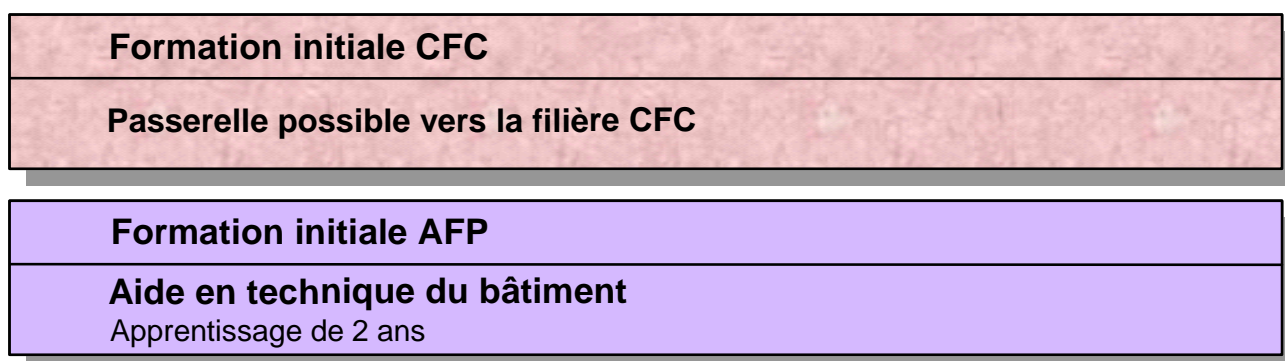 Formation initiale CFC
Passerelle possible vers la filière CFC
Formation initiale AFP
Aide en technique du bâtiment
Apprentissage de 2 ans